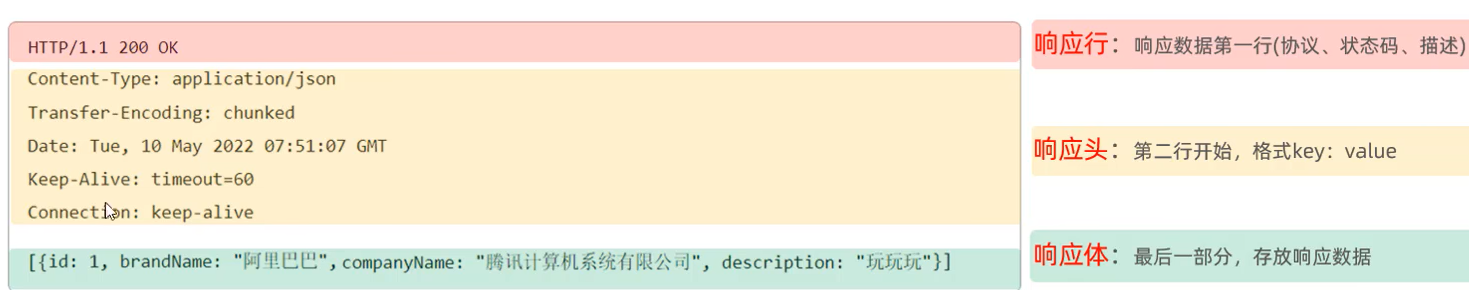 HTTP/1.1 200 OK
响应行：响应数据第一行(协议、状态码、描述)
Content-Type: application/json
Transfer-Encoding: chunked
Date: Tue, 10 May 2022 07:51:07 GMT
响应头：第二行开始，格式key：value
Keep-Alive: timeout=60
Connection: keep-alive
[{id: 1, brandName: "阿里巴巴",companyName: "腾讯计算机系统有限公司", description: "玩玩玩"}]
响应体：最后一部分，存放响应数据